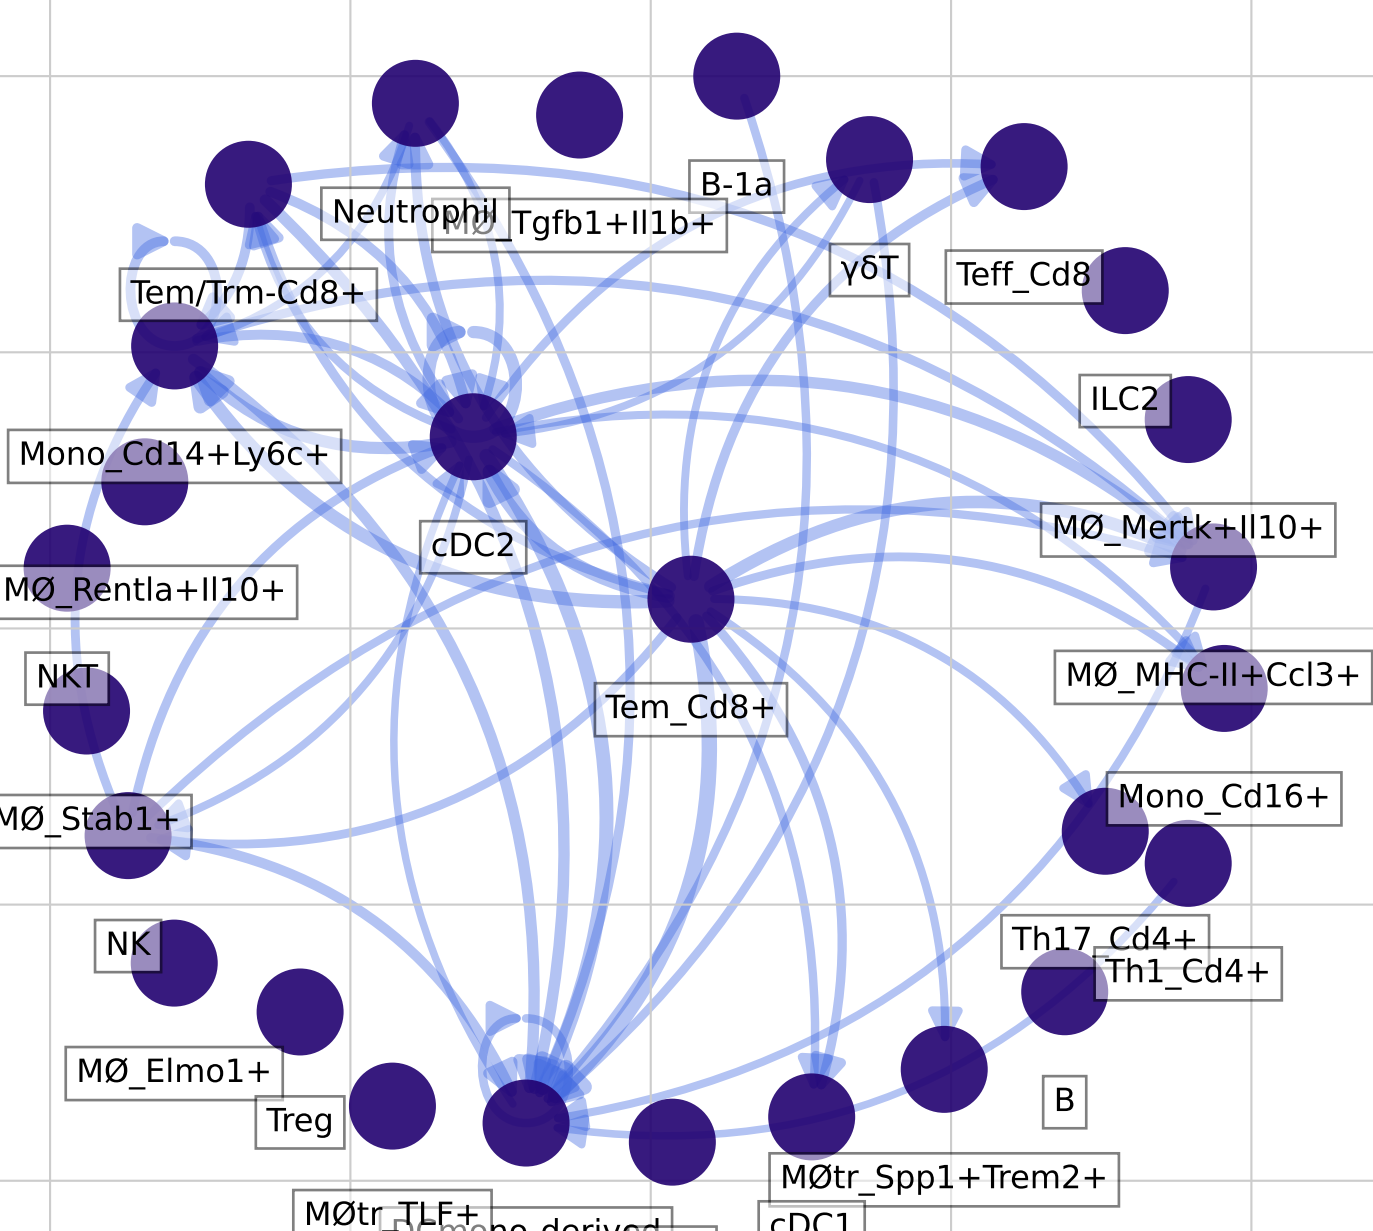 B-1a
Neutrophil
MØ_Tgfb1+Il1b+
γδT
Teff_Cd8
Tem/Trm-Cd8+
ILC2
Mono_Cd14+Ly6c+
MØ_Mertk+Il10+
cDC2
MØ_Rentla+Il10+
NKT
MØ_MHC-II+Ccl3+
Tem_Cd8+
Mono_Cd16+
MØ_Stab1+
NK
Th17_Cd4+
Th1_Cd4+
MØ_Elmo1+
B
Treg
MØtr_Spp1+Trem2+
MØtr_TLF+
cDC1